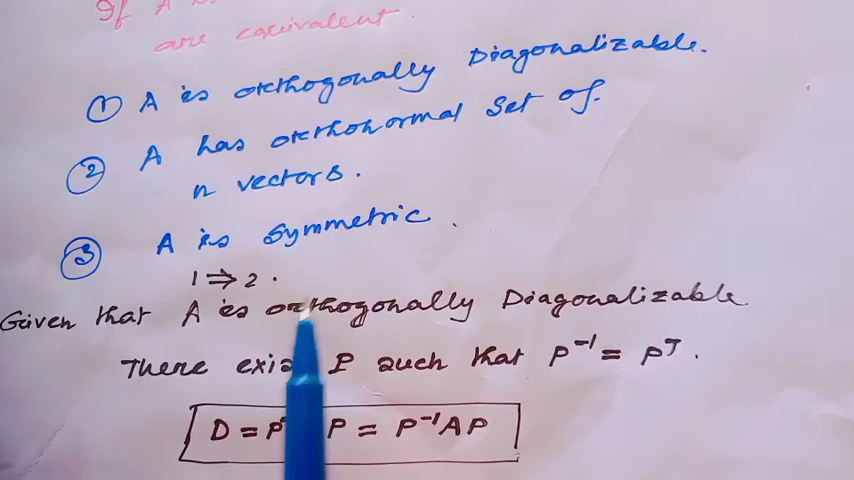 If A
are equivalent.
① A is orthogonally Diagonalizable.
② A has orthonormal Set of
n vectors.
③ A is Symmetric.
1 ⇒ 2.
Given that A is orthogonally Diagonalizable
There P such that P⁻¹ = Pᵀ.
D = P P = P⁻¹AP